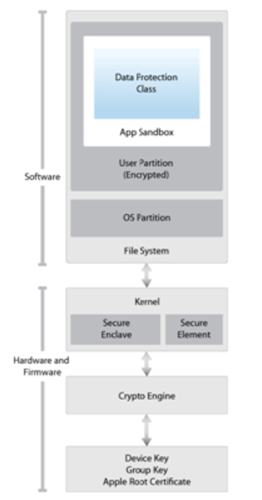 Data Protection
Class
App Sandbox
User Partition
(Encrypted)
Software
OS Partition
File System
Kernel
Secure
Enclave
Secure
Element
Hardware and
Firmware
Crypto Engine
Device Key
Group Key
Apple Root Certificate